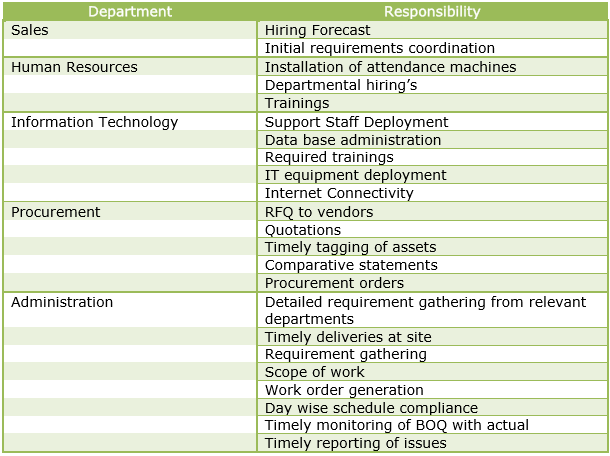 Department Responsibility
Sales Hiring Forecast
Initial requirements coordination
Human Resources Installation of attendance machines
Departmental hiring's
Trainings
Information Technology Support Staff Deployment
Data base administration
Required trainings
IT equipment deployment
Internet Connectivity
Procurement RFQ to vendors
Quotations
Timely tagging of assets
Comparative statements
Procurement orders
Administration Detailed requirement gathering from relevant
departments
Timely deliveries at site
Requirement gathering
Scope of work
Work order generation
Day wise schedule compliance
Timely monitoring of BOQ with actual
Timely reporting of issues